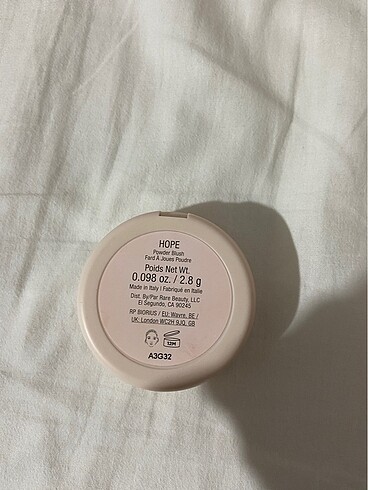 HOPE
Powder Blush
Fard À Joues Poudre
Poids Net Wt.
0.098 oz. / 2.8 g
Made in Italy | Fabriqué en Italie
Dist. By/Par Rare Beauty, LLC
El Segundo, CA 90245
RP BIORIUS / EU: Wavre, BE /
UK: London WC2H 9JQ, GB
12M
A3G32